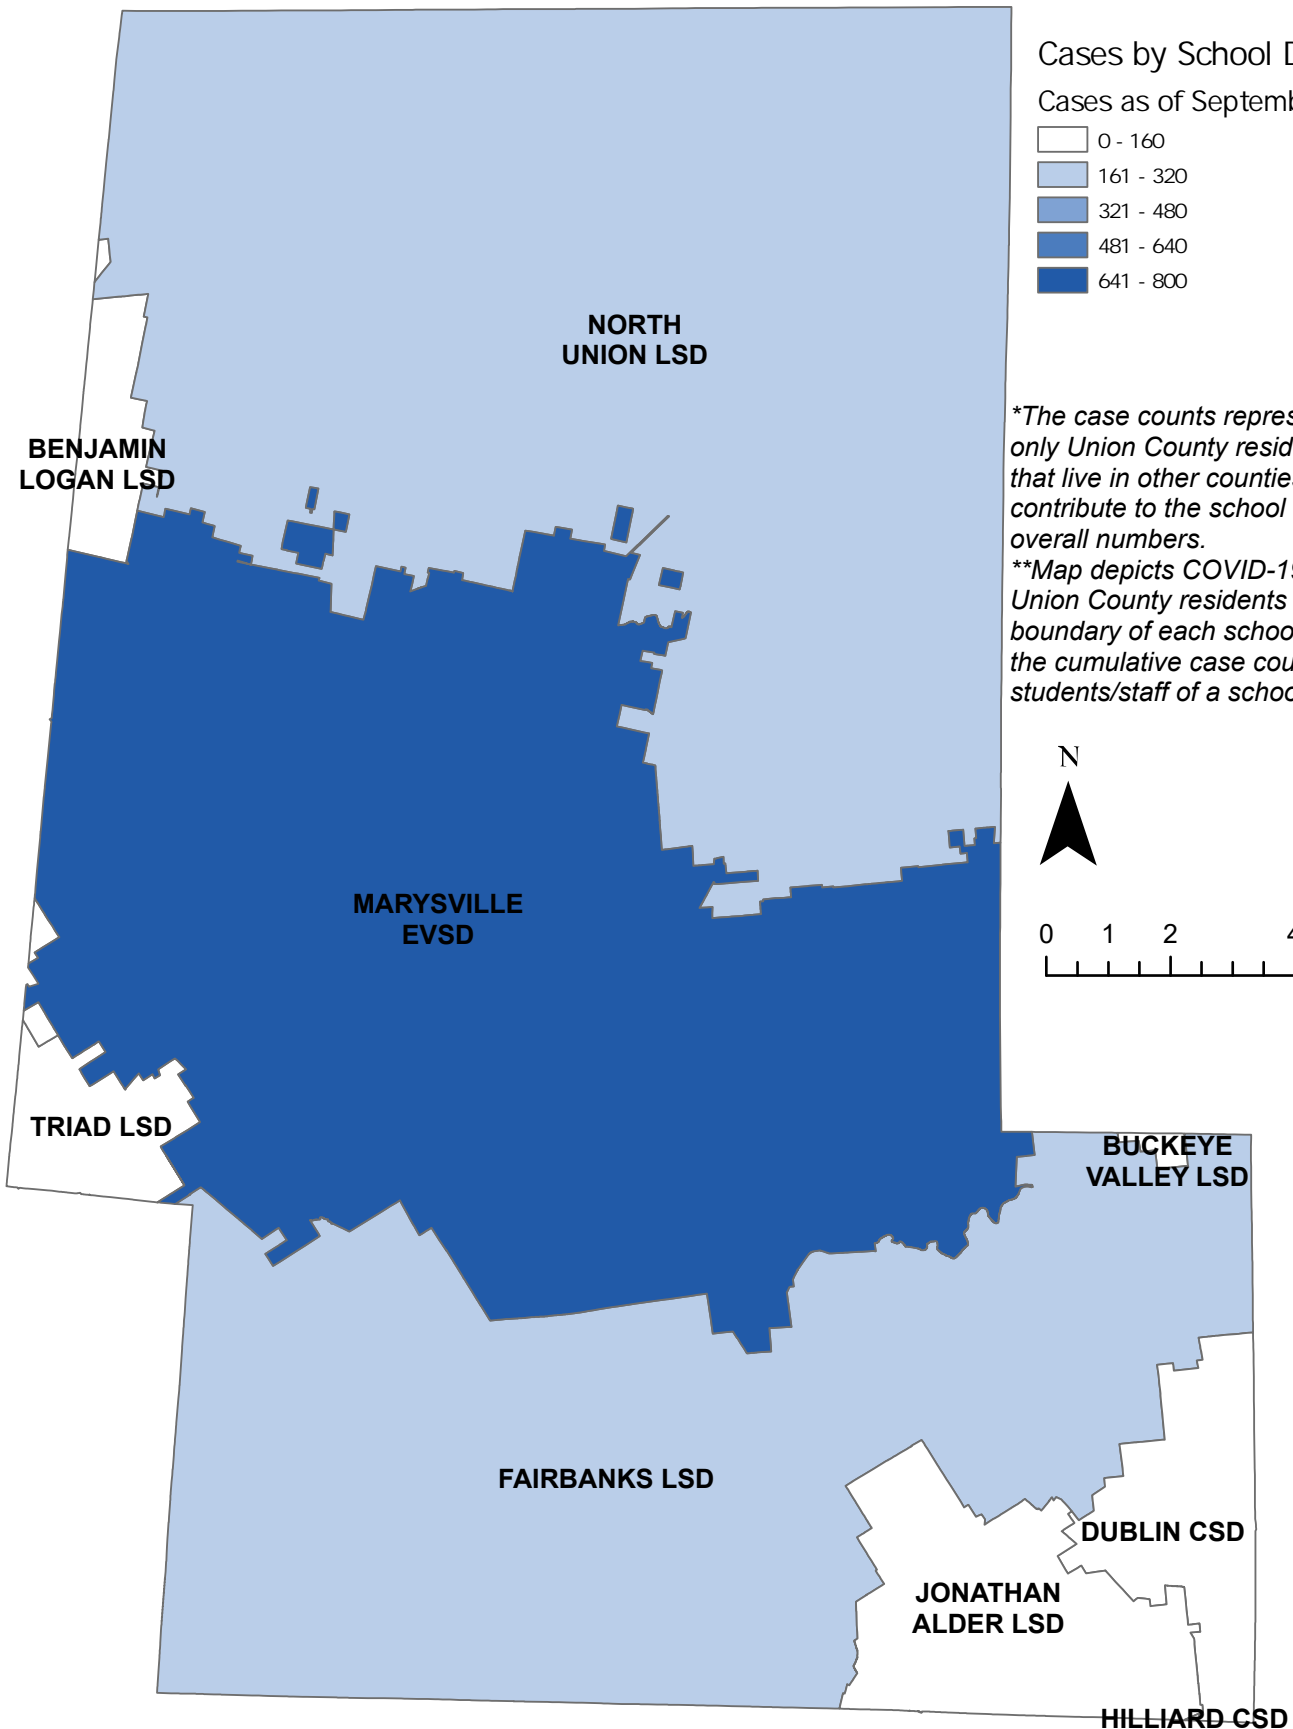 Cases by School
Cases as of
0 - 160
161 - 320
321 - 480
481 - 640
641 - 800
NORTH
UNION LSD
*The case counts
only Union County
that live in other
contribute to the school
overall numbers.
**Map depicts
Union County residents
boundary of each
the cumulative case
students/staff of a
BENJAMIN
LOGAN LSD
N
0 1 2
MARYSVILLE
EVSD
TRIAD LSD
BUCKEYE
VALLEY LSD
FAIRBANKS LSD
DUBLIN CSD
JONATHAN
ALDER LSD
HILLIARD CSD